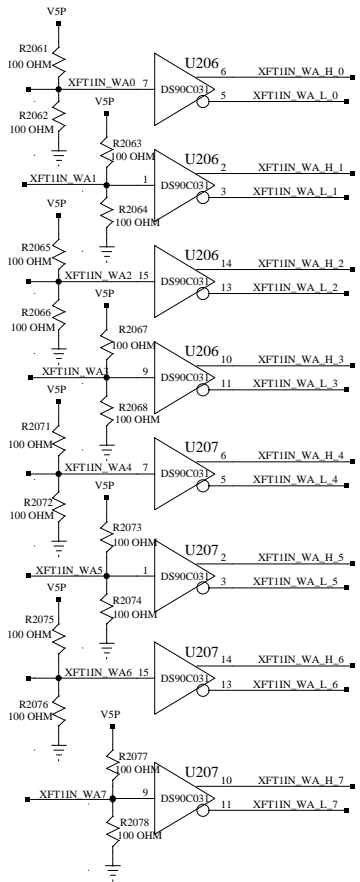 V5P
R2061
100 OHM
XFT1IN_WA0
7
U206
DS90C031
6
XFT1IN_WA_H_0
5
XFT1IN_WA_L_0
R2062
100 OHM
V5P
R2063
100 OHM
XFT1IN_WA1
1
U206
DS90C031
2
XFT1IN_WA_H_1
3
XFT1IN_WA_L_1
R2064
100 OHM
V5P
R2065
100 OHM
XFT1IN_WA2
15
U206
DS90C031
14
XFT1IN_WA_H_2
13
XFT1IN_WA_L_2
R2066
100 OHM
V5P
R2067
100 OHM
XFT1IN_WA3
9
U206
DS90C031
10
XFT1IN_WA_H_3
11
XFT1IN_WA_L_3
R2068
100 OHM
V5P
R2071
100 OHM
XFT1IN_WA4
7
U207
DS90C031
6
XFT1IN_WA_H_4
5
XFT1IN_WA_L_4
R2072
100 OHM
V5P
R2073
100 OHM
XFT1IN_WA5
1
U207
DS90C031
2
XFT1IN_WA_H_5
3
XFT1IN_WA_L_5
R2074
100 OHM
V5P
R2075
100 OHM
XFT1IN_WA6
15
U207
DS90C031
14
XFT1IN_WA_H_6
13
XFT1IN_WA_L_6
R2076
100 OHM
V5P
R2077
100 OHM
XFT1IN_WA7
9
U207
DS90C031
10
XFT1IN_WA_H_7
11
XFT1IN_WA_L_7
R2078
100 OHM